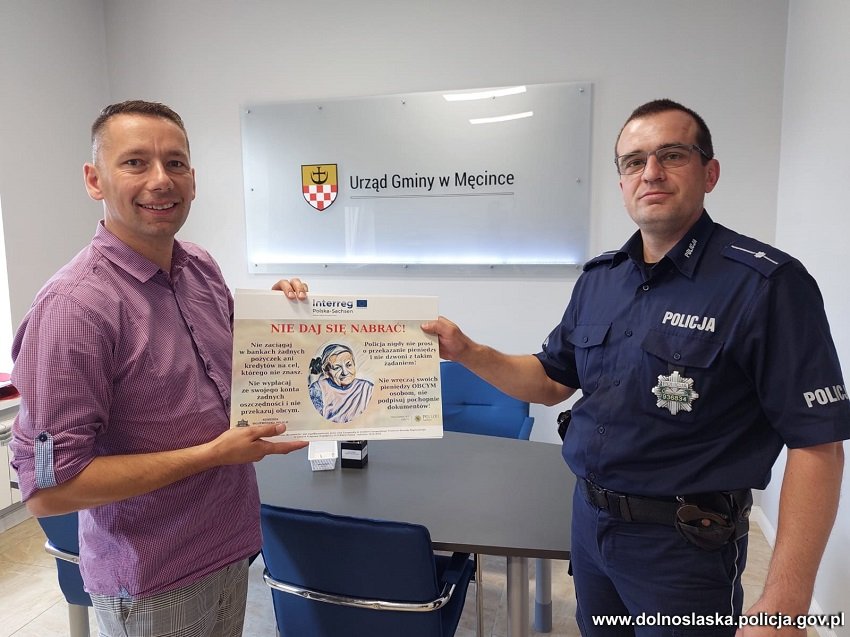 Urząd Gminy w Męcince
Interreg
Polska-Sachsen
NIE DAJ SIĘ NABRAĆ!
Nie zaciągaj
w bankach żadnych
pożyczek ani
kredytów na cel,
którego nie znasz.
Nie wypłacaj
ze swojego konta
żadnych
oszczędności i nie
przekazuj obcym.
Policja nigdy nie prosi
o przekazanie pieniędzy
i nie dzwoni z takim
żądaniem!
Nie wręczaj swoich
pieniędzy OBCYM
osobom, nie
podpisuj pochopnie
dokumentów!
POLICJA
POLICJA
POLICJA
936834
www.dolnoslaska.policja.gov.pl